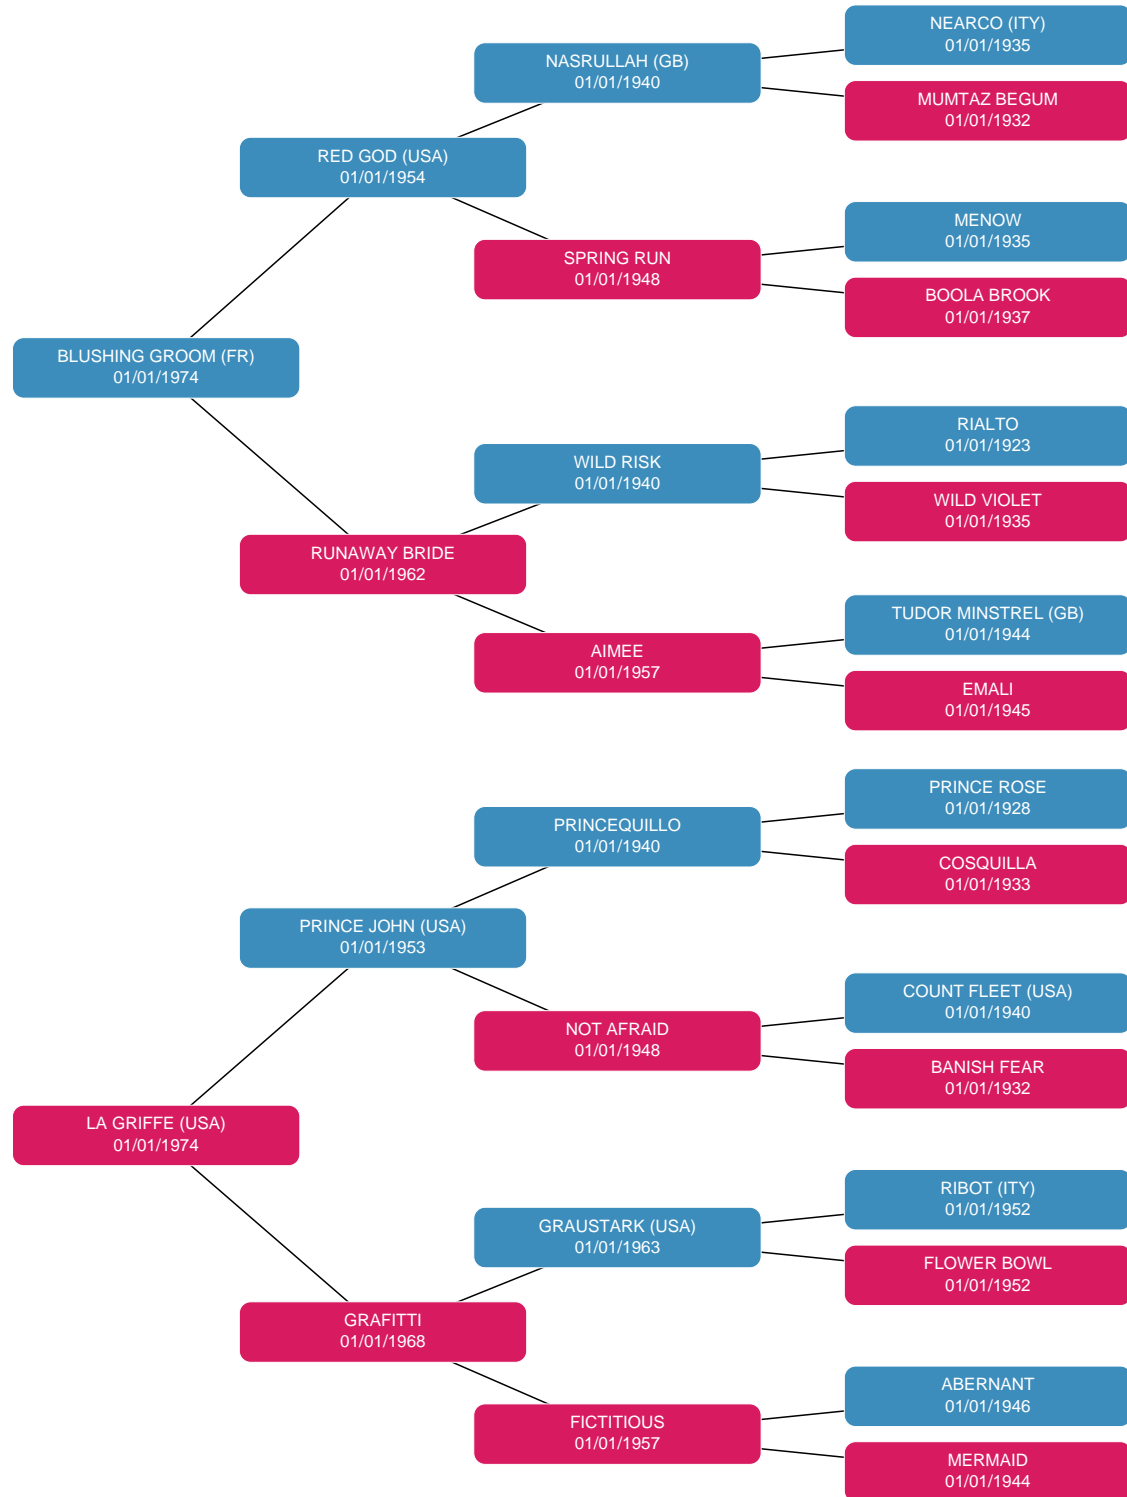 NEARCO (ITY)
01/01/1935
NASRULLAH (GB)
01/01/1940
MUMTAZ BEGUM
01/01/1932
RED GOD (USA)
01/01/1954
MENOW
01/01/1935
SPRING RUN
01/01/1948
BOOLA BROOK
01/01/1937
BLUSHING GROOM (FR)
01/01/1974
RIALTO
01/01/1923
WILD RISK
01/01/1940
WILD VIOLET
01/01/1935
RUNAWAY BRIDE
01/01/1962
TUDOR MINSTREL (GB)
01/01/1944
AIMEE
01/01/1957
EMALI
01/01/1945
PRINCE ROSE
01/01/1928
PRINCEQUILLO
01/01/1940
COSQUILLA
01/01/1933
PRINCE JOHN (USA)
01/01/1953
COUNT FLEET (USA)
01/01/1940
NOT AFRAID
01/01/1948
BANISH FEAR
01/01/1932
LA GRIFFE (USA)
01/01/1974
RIBOT (ITY)
01/01/1952
GRAUSTARK (USA)
01/01/1963
FLOWER BOWL
01/01/1952
GRAFITTI
01/01/1968
ABERNANT
01/01/1946
FICTITIOUS
01/01/1957
MERMAID
01/01/1944